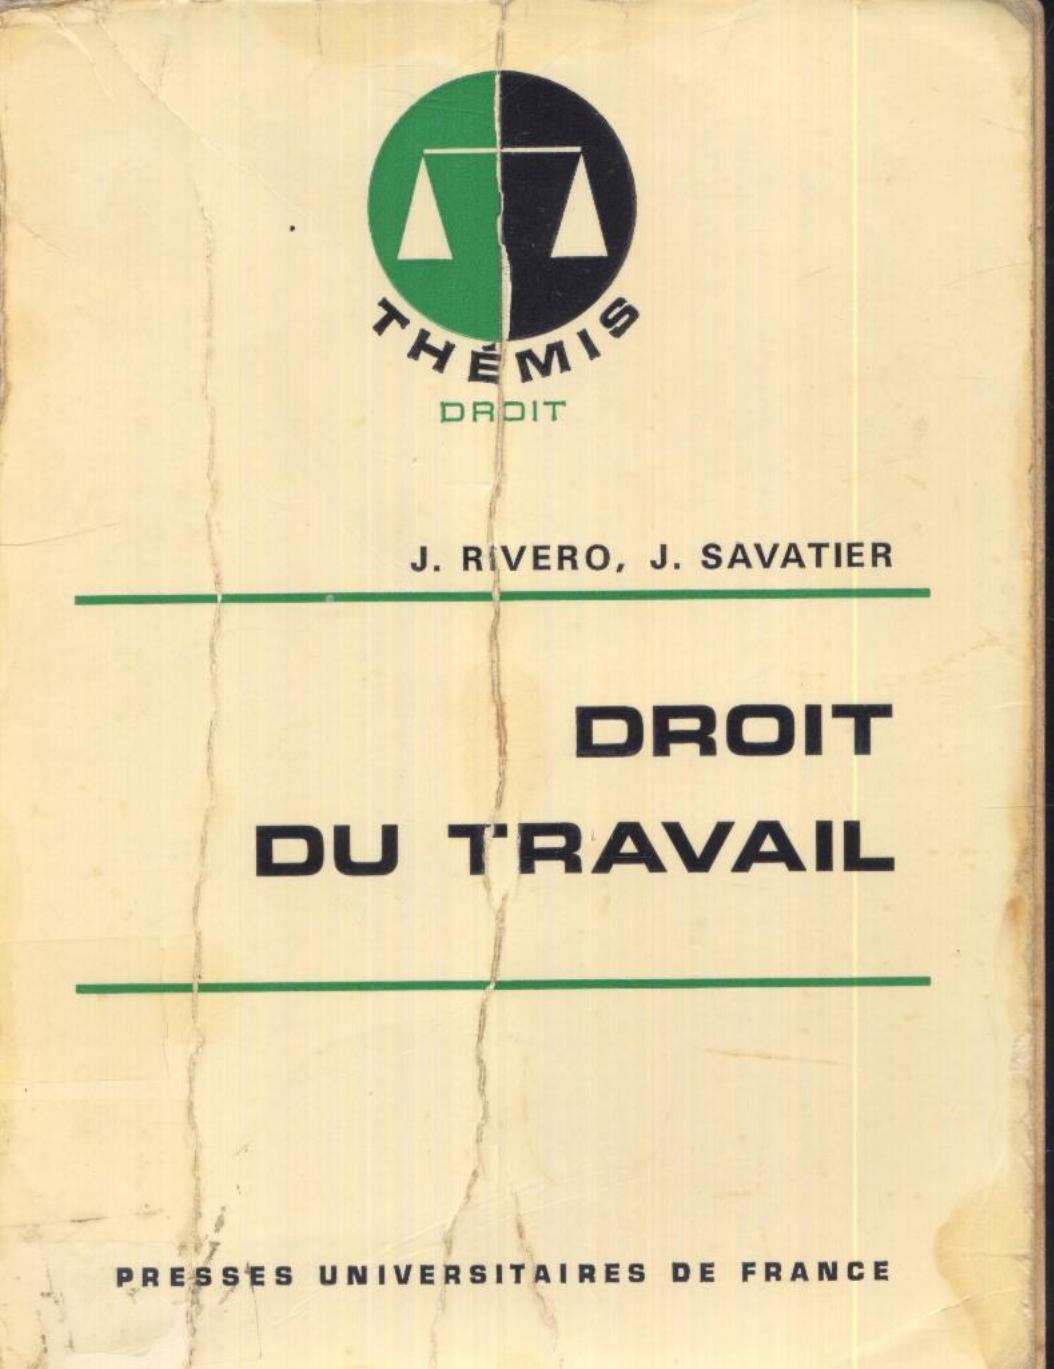 THÉMIS
DROIT
J. RIVERO, J. SAVATIER
DROIT
DU TRAVAIL
PRESSES UNIVERSITAIRES DE FRANCE